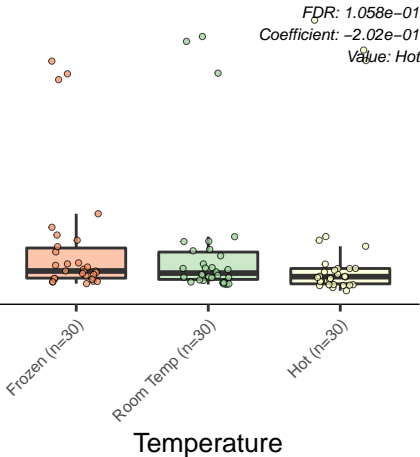 FDR: 1.058e−01
Coefficient: −2.02e−01
Value: Hot
Frozen (n=30)
Room Temp (n=30)
Hot (n=30)
Temperature